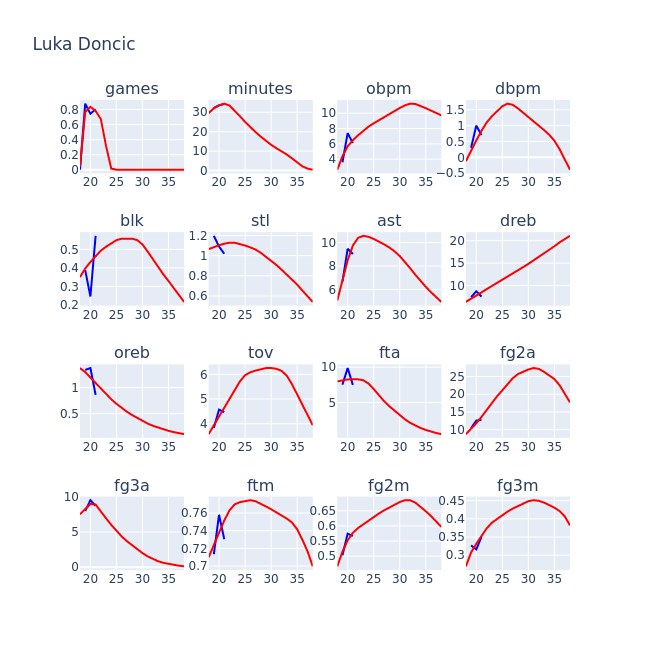 Luka Doncic
games minutes obpm dbpm
0.8 0.6 0.4 0.2 0
30 20 10 0
10 8 6 4
1.5 1 0.5 0 −0.5
20 25 30 35 20 25 30 35 20 25 30 35 20 25 30 35
blk stl ast dreb
0.5 0.4 0.3 0.2
1.2 1 0.8 0.6
10 8 6
20 15 10
20 25 30 35 20 25 30 35 20 25 30 35 20 25 30 35
oreb tov fta fg2a
1 0.5
6 5 4
10 5
25 20 15 10
20 25 30 35 20 25 30 35 20 25 30 35 20 25 30 35
fg3a ftm fg2m fg3m
10 5 0
0.76 0.74 0.72 0.7
0.65 0.6 0.55 0.5
0.45 0.4 0.35 0.3
20 25 30 35 20 25 30 35 20 25 30 35 20 25 30 35